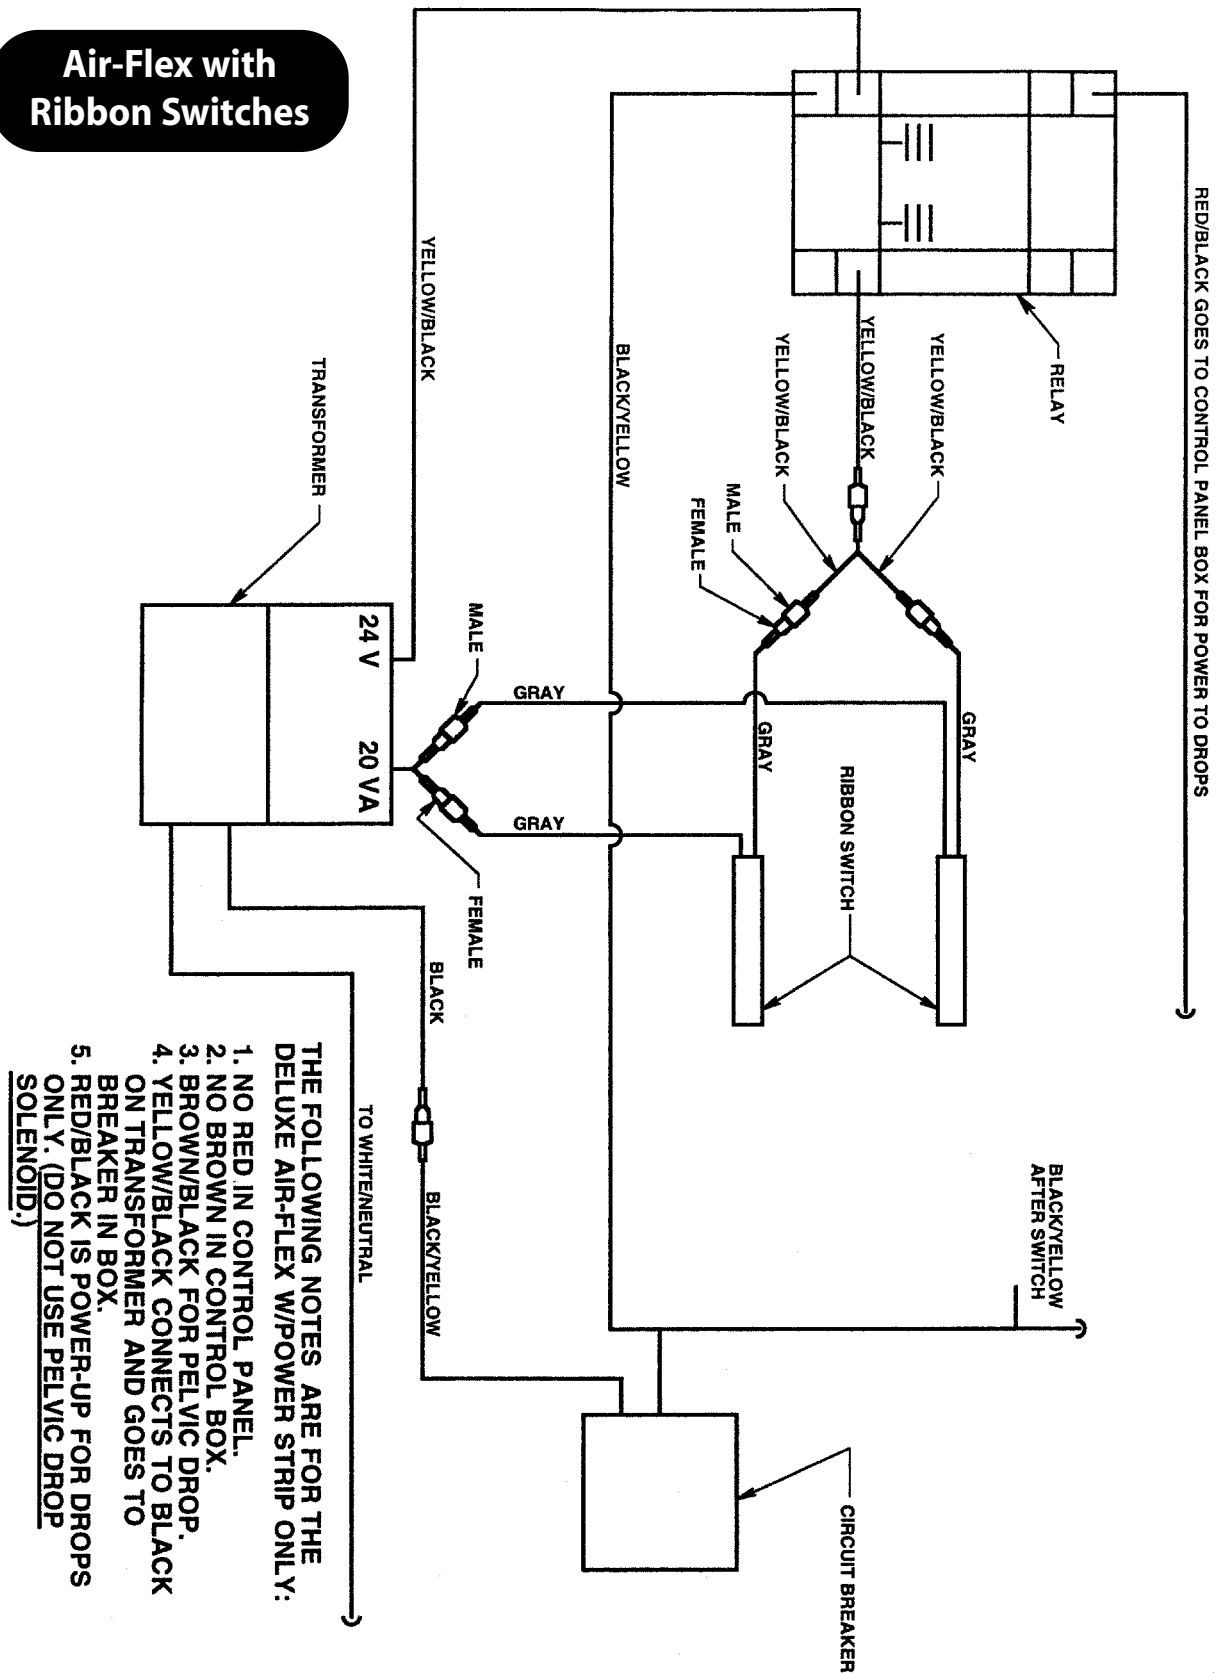 Air-Flex with
Ribbon Switches
RED/BLACK GOES TO CONTROL PANEL BOX FOR POWER TO DROPS
RELAY
YELLOW/BLACK
YELLOW/BLACK
YELLOW/BLACK
MALE
FEMALE
BLACK/YELLOW
YELLOW/BLACK
TRANSFORMER
24 V
20 VA
MALE
FEMALE
GRAY
GRAY
GRAY
GRAY
RIBBON SWITCH
BLACK
BLACK/YELLOW
TO WHITE/NEUTRAL
BLACK/YELLOW
AFTER SWITCH
CIRCUIT BREAKER
THE FOLLOWING NOTES ARE FOR THE
DELUXE AIR-FLEX W/POWER STRIP ONLY:
1. NO RED IN CONTROL PANEL.
2. NO BROWN IN CONTROL BOX.
3. BROWN/BLACK FOR PELVIC DROP.
4. YELLOW/BLACK CONNECTS TO BLACK
ON TRANSFORMER AND GOES TO
BREAKER IN BOX.
5. RED/BLACK IS POWER-UP FOR DROPS
ONLY. (DO NOT USE PELVIC DROP
SOLENOID.)